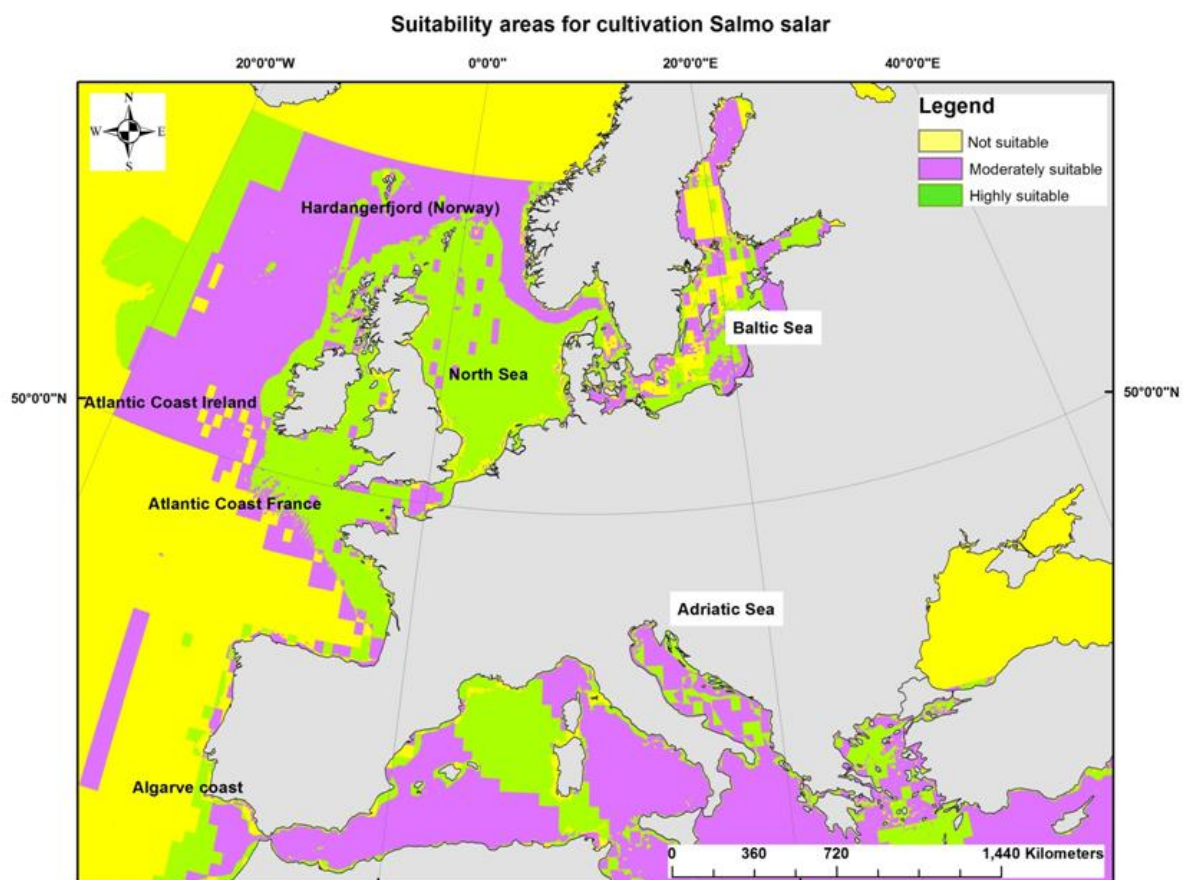 Suitability areas for cultivation Salmo salar
20°0'0"W
0°0'0"
20°0'0"E
40°0'0"E
N
W
E
S
Legend
Not suitable
Moderately suitable
Highly suitable
Hardangerfjord (Norway)
Baltic Sea
North Sea
50°0'0"N
50°0'0"N
Atlantic Coast Ireland
Atlantic Coast France
Adriatic Sea
Algarve coast
0 360 720 1,440 Kilometers